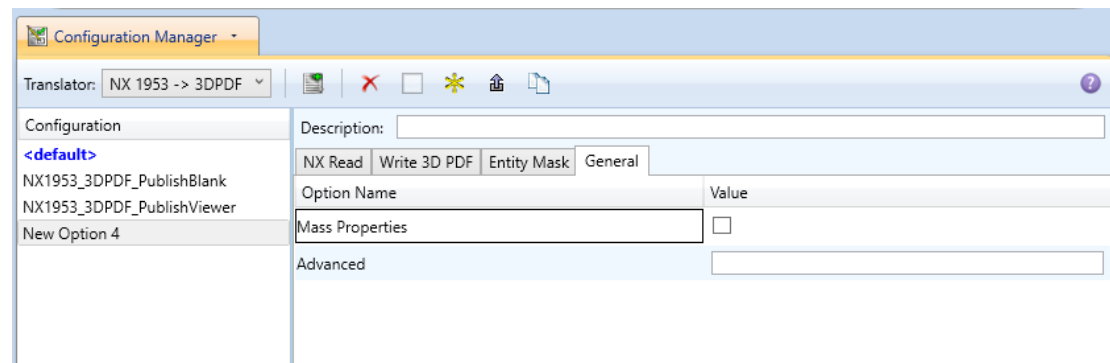 Configuration Manager
Translator: NX 1953 -> 3DPDF
Configuration
Description:
<default>
NX Read Write 3D PDF Entity Mask General
NX1953_3DPDF_PublishBlank
Option Name Value
NX1953_3DPDF_PublishViewer
Mass Properties
New Option 4
Advanced